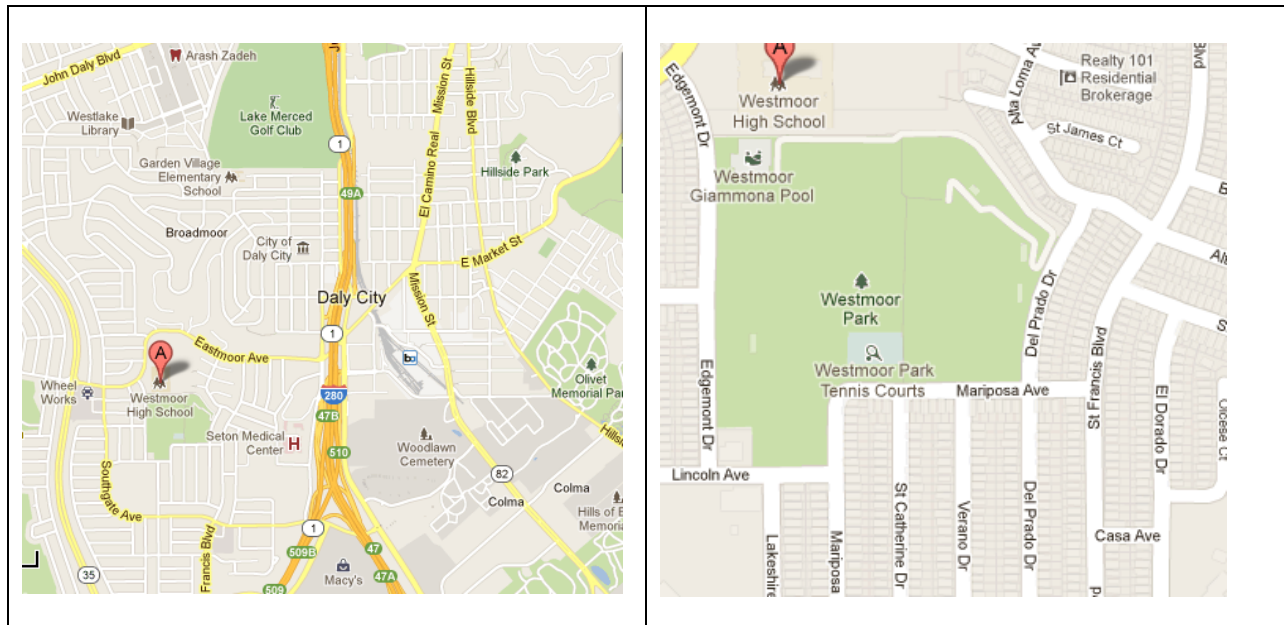 Arash Zadeh
John Daly Blvd
Lake Merced
Golf Club
Westlake
Library
1
Mission St
Hillside Blvd
El Camino Real
Garden Village
Elementary
School
Hillside Park
49A
Broadmoor
City of
Daly City
E Market St
Daly City
Mission St
1
Eastmoor Ave
A
Wheel
Works
Westmoor
High School
Olivet
Memorial Pa
280
47B
Seton Medical
Center
H
510
Woodlawn
Cemetery
Hillsid
82
Southgate Ave
Colma
Colma
Hills of E
Memoria
1
509B
47
Francis Blvd
Macy's
35
509
47A
A
Edgemont Dr
Westmoor
High School
Alta Loma Av
Realty 101
Residential
Brokerage
Blvd
St James Ct
Westmoor
Giammona Pool
Westmoor
Park
Del Prado Dr
Westmoor Park
Tennis Courts
Mariposa Ave
St Francis Blvd
El Dorado Dr
Edgemont Dr
Lincoln Ave
Lakeshire
Mariposa
St Catherine Dr
Verano Dr
Del Prado Dr
Casa Ave